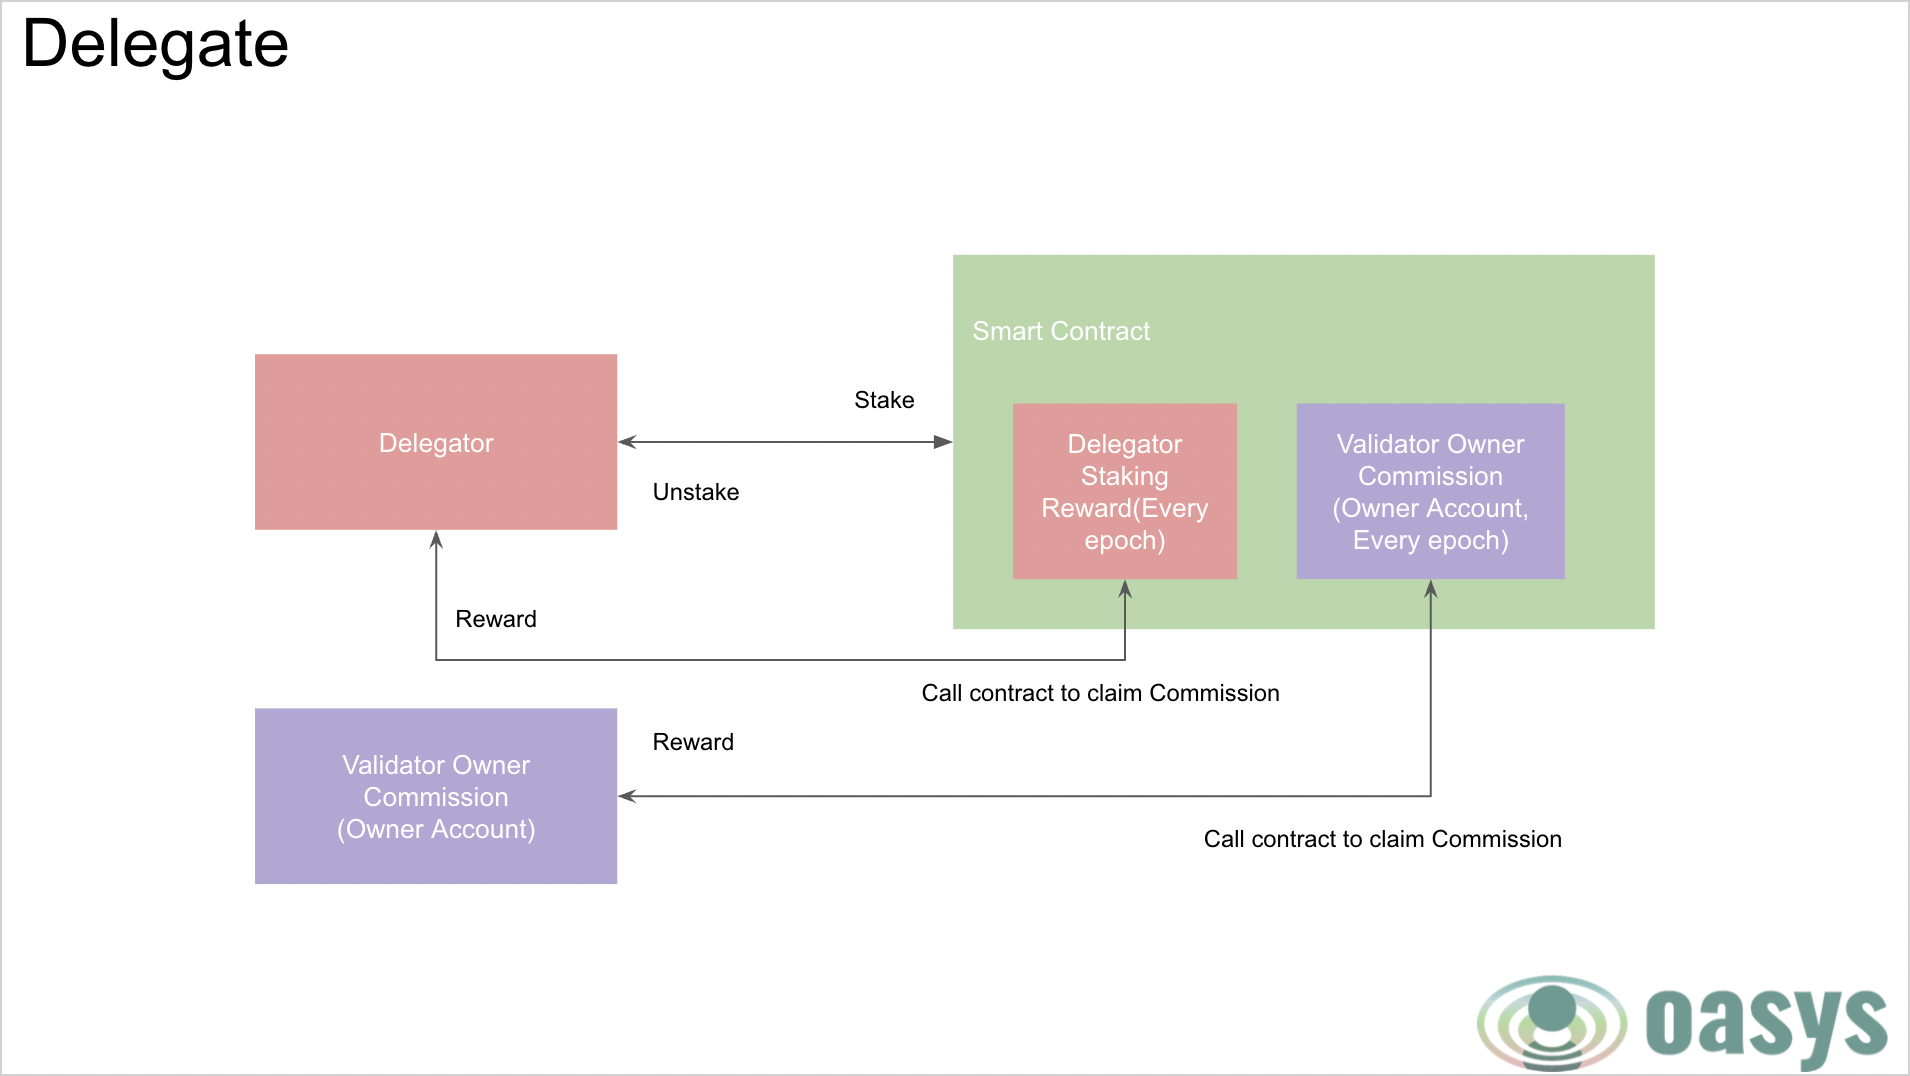 Delegate
Smart Contract
Delegator
Stake
Unstake
Delegator
Staking
Reward(Every
epoch)
Validator Owner
Commission
(Owner Account,
Every epoch)
Reward
Call contract to claim Commission
Validator Owner
Commission
(Owner Account)
Reward
Call contract to claim Commission
oasys